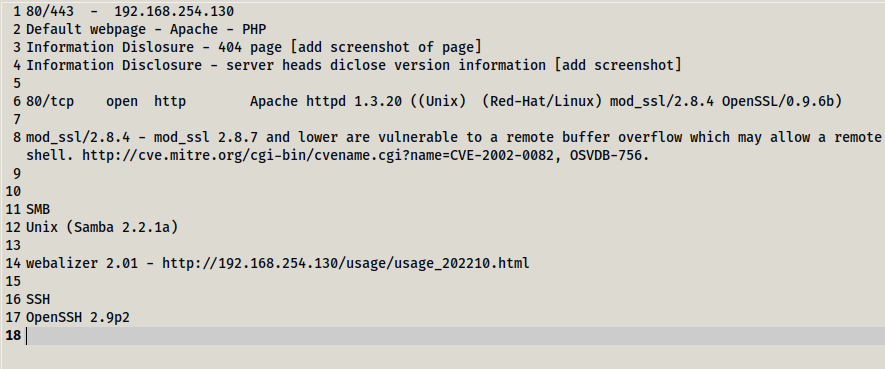 1 80/443  -  192.168.254.130
2 Default webpage - Apache - PHP
3 Information Dislosure - 404 page [add screenshot of page]
4 Information Disclosure - server heads diclose version information [add screenshot]
5
6 80/tcp    open  http        Apache httpd 1.3.20 ((Unix)  (Red-Hat/Linux) mod_ssl/2.8.4 OpenSSL/0.9.6b)
7
8 mod_ssl/2.8.4 - mod_ssl 2.8.7 and lower are vulnerable to a remote buffer overflow which may allow a remote
shell. http://cve.mitre.org/cgi-bin/cvename.cgi?name=CVE-2002-0082, OSVDB-756.
9
10
11 SMB
12 Unix (Samba 2.2.1a)
13
14 webalizer 2.01 - http://192.168.254.130/usage/usage_202210.html
15
16 SSH
17 OpenSSH 2.9p2
18